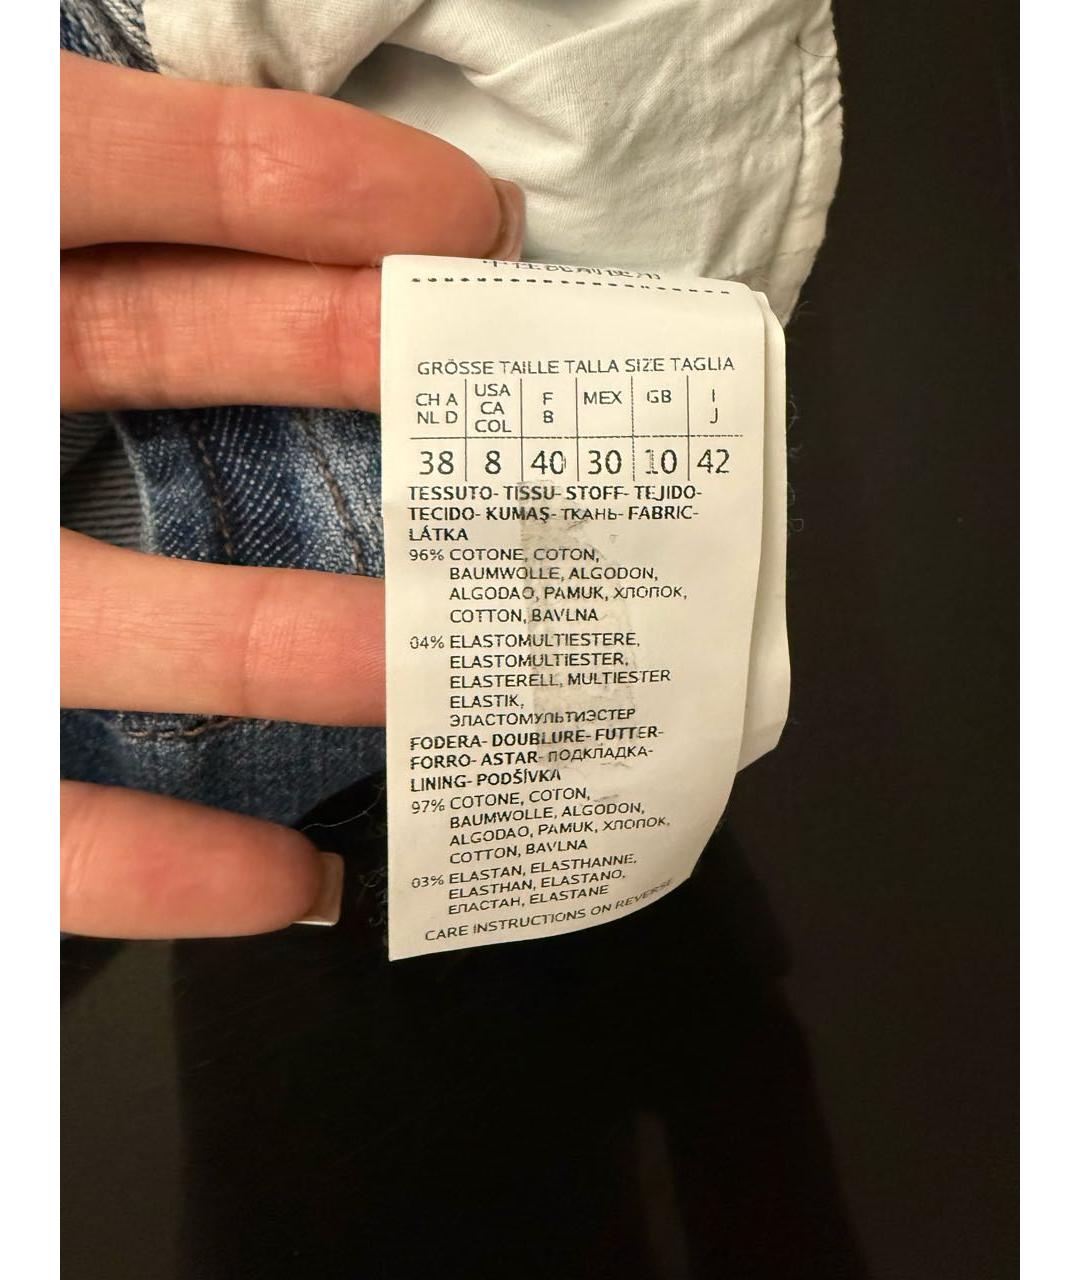 GRÖSSE TAILLE TALLA SIZE TAGLIA
CH A NL D USA CA COL F B MEX GB I J
38 8 40 30 10 42
TESSUTO- TISSU- STOFF- TEJIDO-
TECIDO- KUMAŞ- ТКАНЬ- FABRIC-
LÁTKA
96% COTONE, COTON,
BAUMWOLLE, ALGODON,
ALGODAO, PAMUK, ХЛОПОК,
COTTON, BAVLNA
04% ELASTOMULTIESTERE,
ELASTOMULTIESTER,
ELASTERELL, MULTIESTER
ELASTIK,
ЭЛАСТОМУЛЬТИЭСТЕР
FODERA- DOUBLURE- FUTTER-
FORRO- ASTAR- ПОДКЛАДКА-
LINING- PODŠÍVKA
97% COTONE, COTON,
BAUMWOLLE, ALGODON,
ALGODAO, PAMUK, ХЛОПОК,
COTTON, BAVLNA
03% ELASTAN, ELASTHANNE,
ELASTHAN, ELASTANO,
ЕЛАСТАН, ELASTANE
CARE INSTRUCTIONS ON REVERSE